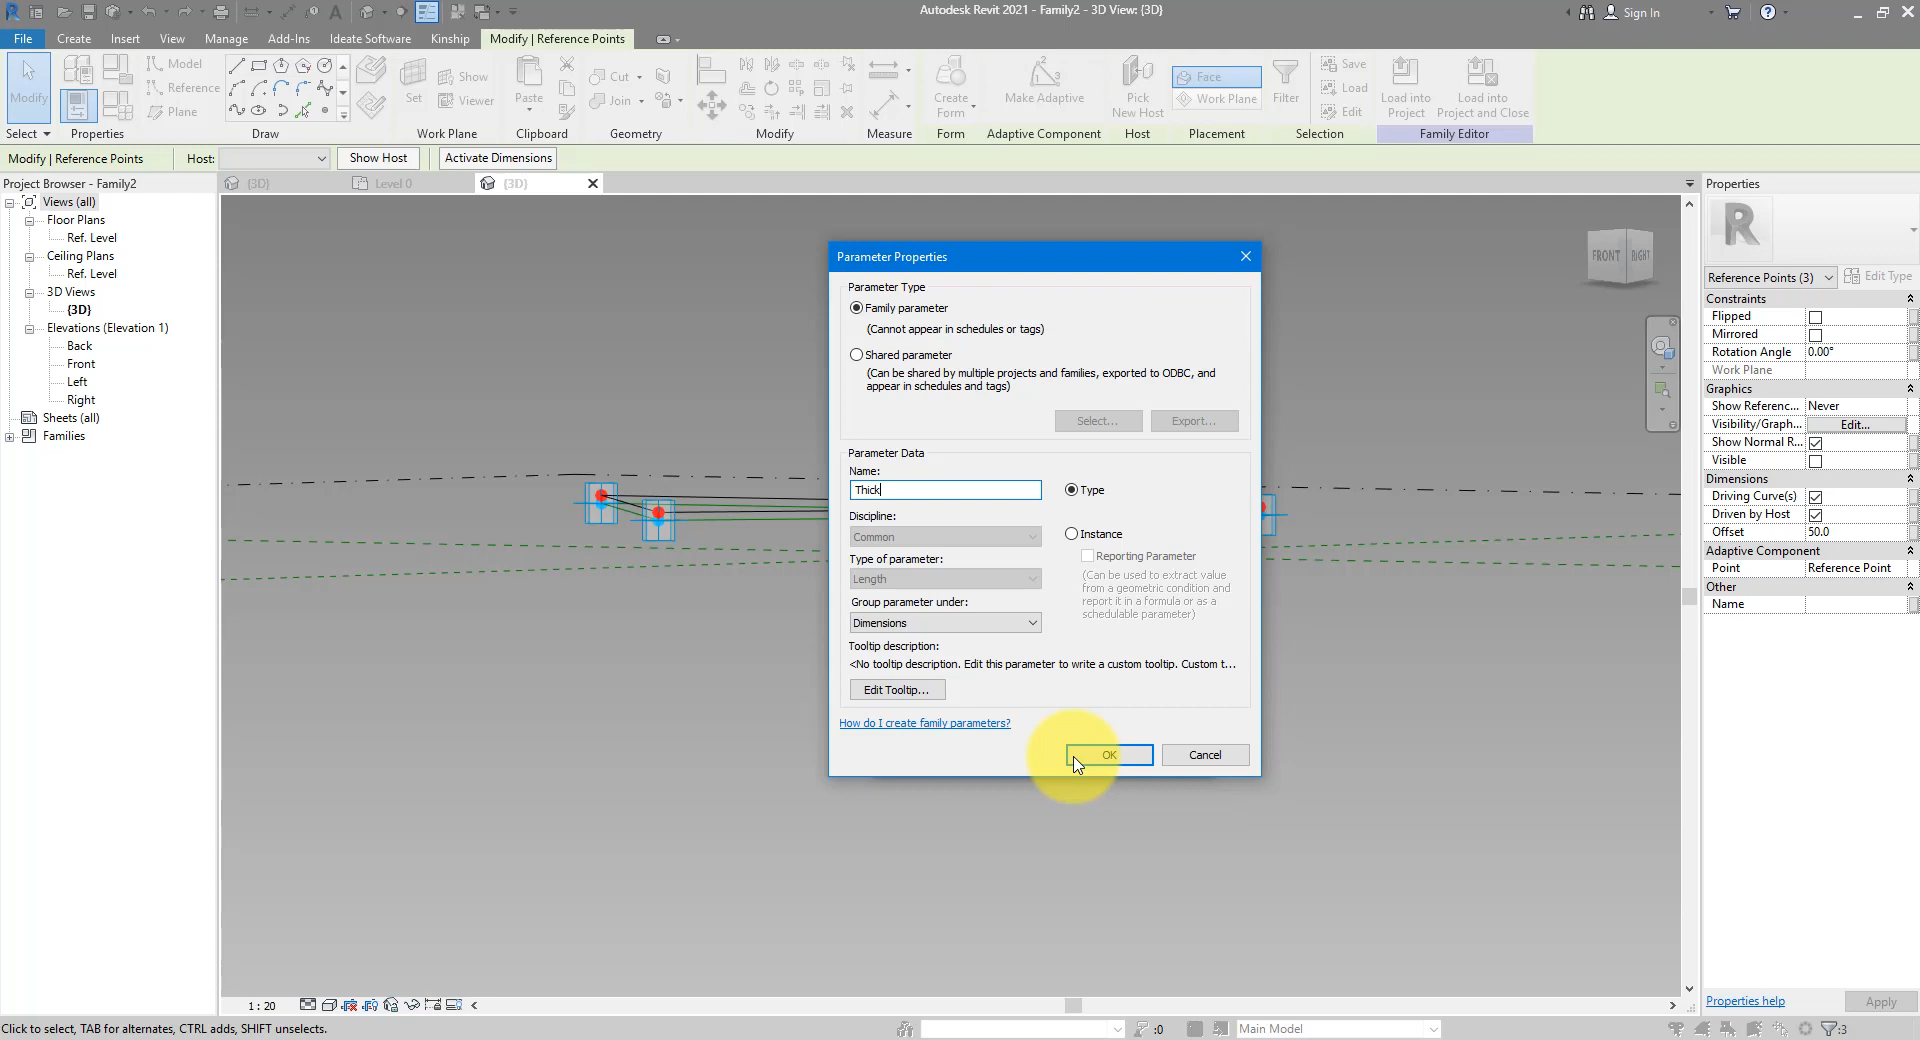 Autodesk Revit 2021 - Family2 - 3D View: {3D}
Sign In
File Create Insert View Manage Add-Ins Ideate Software Kinship Modify | Reference Points
Modify
Model
Reference
Plane
Set
Show
Viewer
Paste
Cut
Join
Create Form
Make Adaptive
Pick New Host
Face
Work Plane
Filter
Save
Load
Edit
Load into Project
Load into Project and Close
Select Properties Draw Work Plane Clipboard Geometry Modify Measure Form Adaptive Component Host Placement Selection Family Editor
Modify | Reference Points Host: Show Host Activate Dimensions
Project Browser - Family2
{3D} Level 0 {3D}
Views (all)
Floor Plans
Ref. Level
Ceiling Plans
Ref. Level
3D Views
{3D}
Elevations (Elevation 1)
Back
Front
Left
Right
Sheets (all)
Families
FRONT RIGHT
Parameter Properties
Parameter Type
Family parameter
(Cannot appear in schedules or tags)
Shared parameter
(Can be shared by multiple projects and families, exported to ODBC, and
appear in schedules and tags)
Select... Export...
Parameter Data
Name:
Thick
Type
Discipline:
Common
Instance
Reporting Parameter
(Can be used to extract value
from a geometric condition and
report it in a formula or as a
schedulable parameter)
Type of parameter:
Length
Group parameter under:
Dimensions
Tooltip description:
<No tooltip description. Edit this parameter to write a custom tooltip. Custom t...
Edit Tooltip...
How do I create family parameters?
OK Cancel
Properties
R
Reference Points (3) Edit Type
Constraints
Flipped
Mirrored
Rotation Angle 0.00°
Work Plane
Graphics
Show Referenc... Never
Visibility/Graph... Edit...
Show Normal R...
Visible
Dimensions
Driving Curve(s)
Driven by Host
Offset 50.0
Adaptive Component
Point Reference Point
Other
Name
Properties help Apply
1 : 20
Click to select, TAB for alternates, CTRL adds, SHIFT unselects.
:0
Main Model
:3